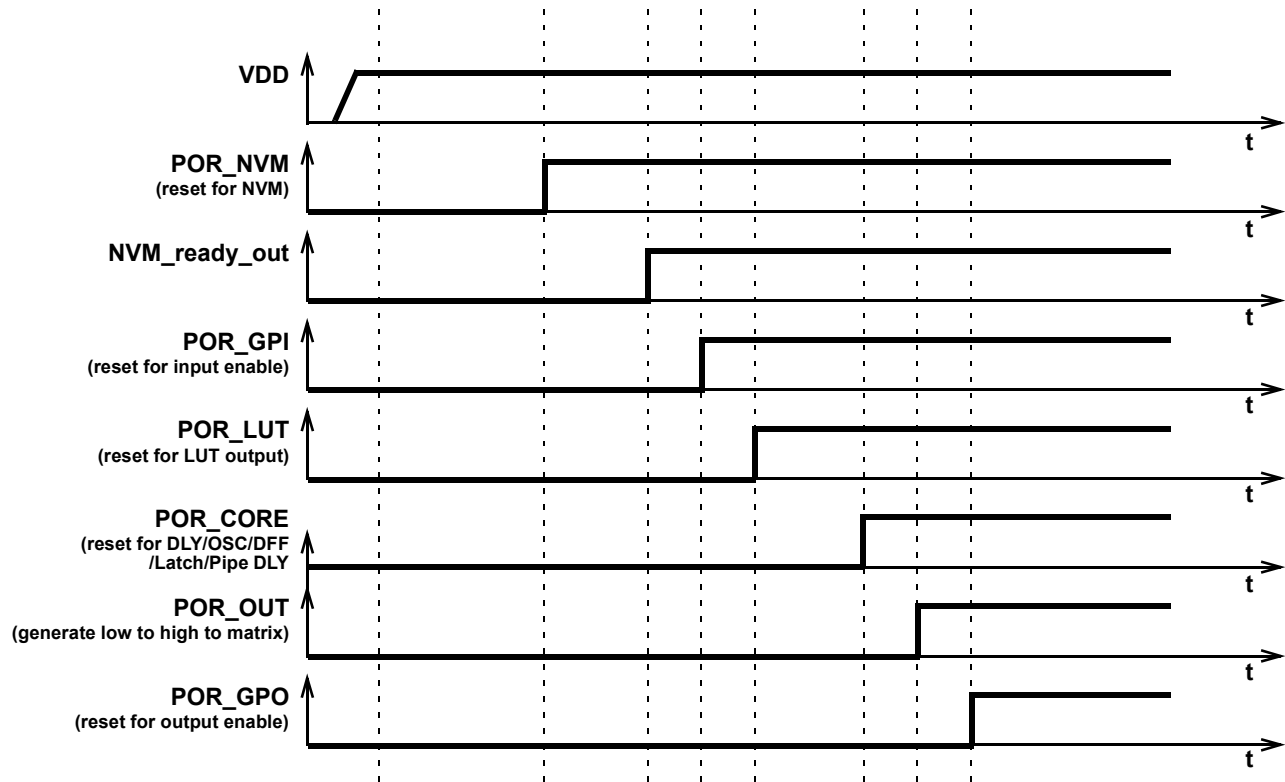 VDD
t
POR_NVM
(reset for NVM)
t
NVM_ready_out
t
POR_GPI
(reset for input enable)
t
POR_LUT
(reset for LUT output)
t
POR_CORE
(reset for DLY/OSC/DFF
/Latch/Pipe DLY
t
POR_OUT
(generate low to high to matrix)
t
POR_GPO
(reset for output enable)
t